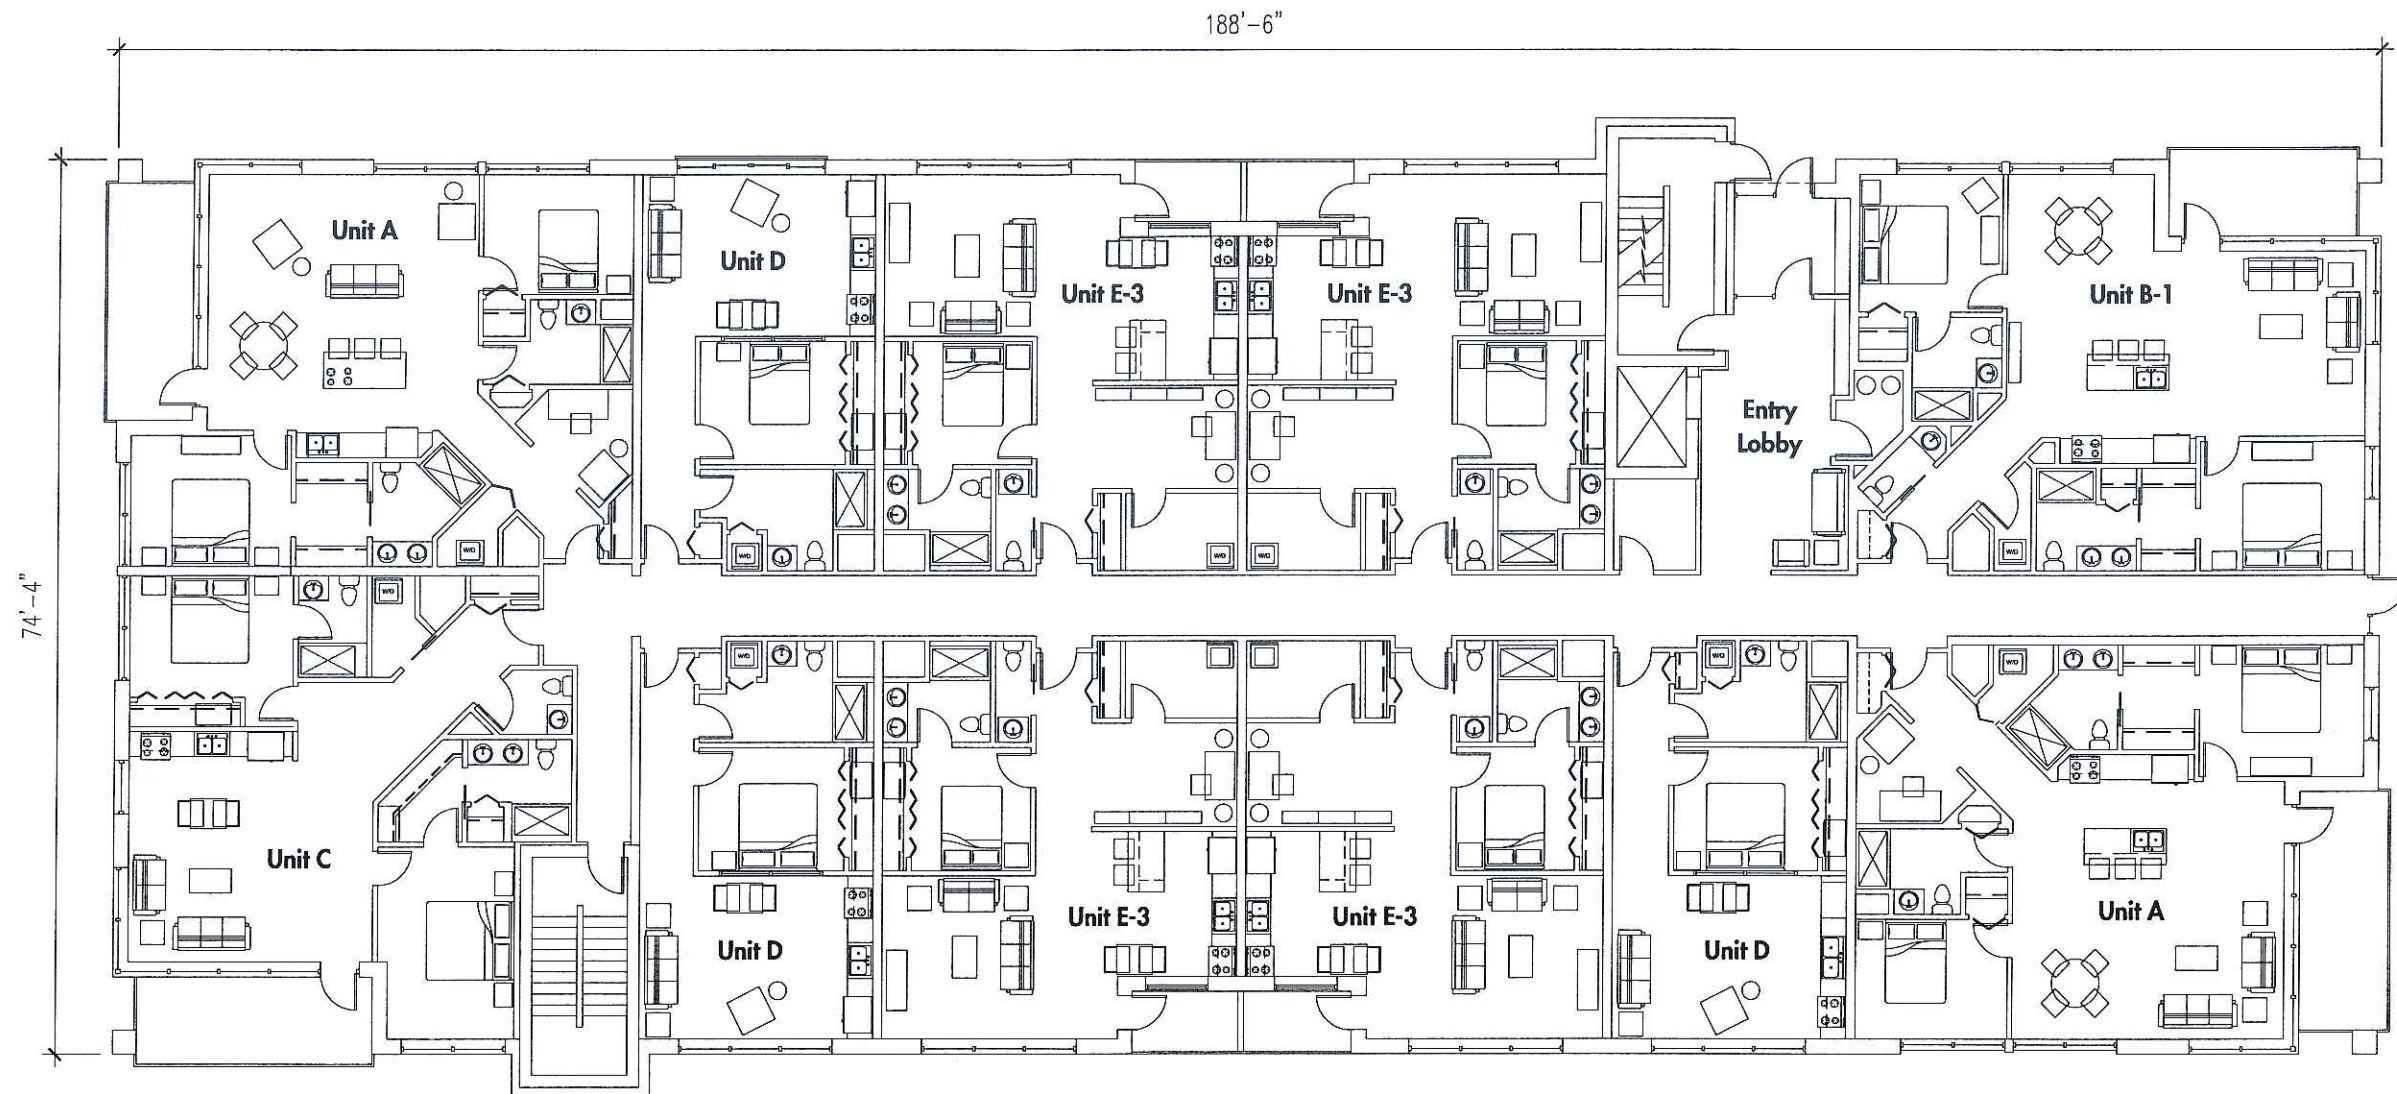 188'-6"
Unit A
Unit D
Unit E-3
Unit E-3
Unit B-1
Entry
Lobby
W/D
W/D
W/D
74'-4"
W/D
W/D
W/D
W/D
Unit C
Unit D
Unit E-3
Unit E-3
Unit D
Unit A